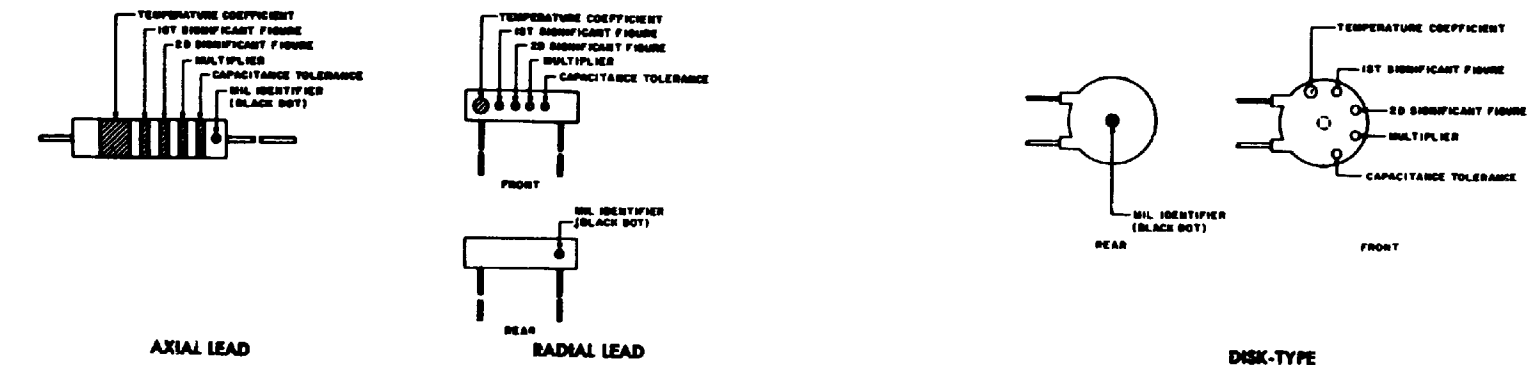 TEMPERATURE COEFFICIENT
1ST SIGNIFICANT FIGURE
2D SIGNIFICANT FIGURE
MULTIPLIER
CAPACITANCE TOLERANCE
MIL IDENTIFIER
(BLACK DOT)
AXIAL LEAD
TEMPERATURE COEFFICIENT
1ST SIGNIFICANT FIGURE
2D SIGNIFICANT FIGURE
MULTIPLIER
CAPACITANCE TOLERANCE
FRONT
MIL IDENTIFIER
(BLACK DOT)
REAR
RADIAL LEAD
MIL IDENTIFIER
(BLACK DOT)
REAR
TEMPERATURE COEFFICIENT
1ST SIGNIFICANT FIGURE
2D SIGNIFICANT FIGURE
MULTIPLIER
CAPACITANCE TOLERANCE
FRONT
DISK-TYPE